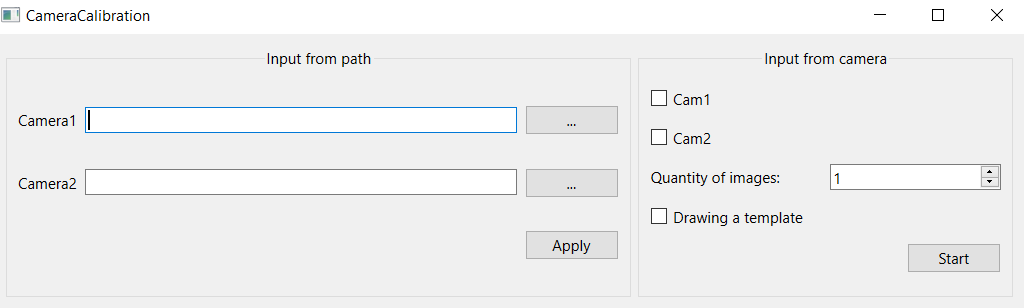 CameraCalibration
Input from path
Camera1 ...
Camera2 ...
Apply
Input from camera
Cam1
Cam2
Quantity of images: 1
Drawing a template
Start